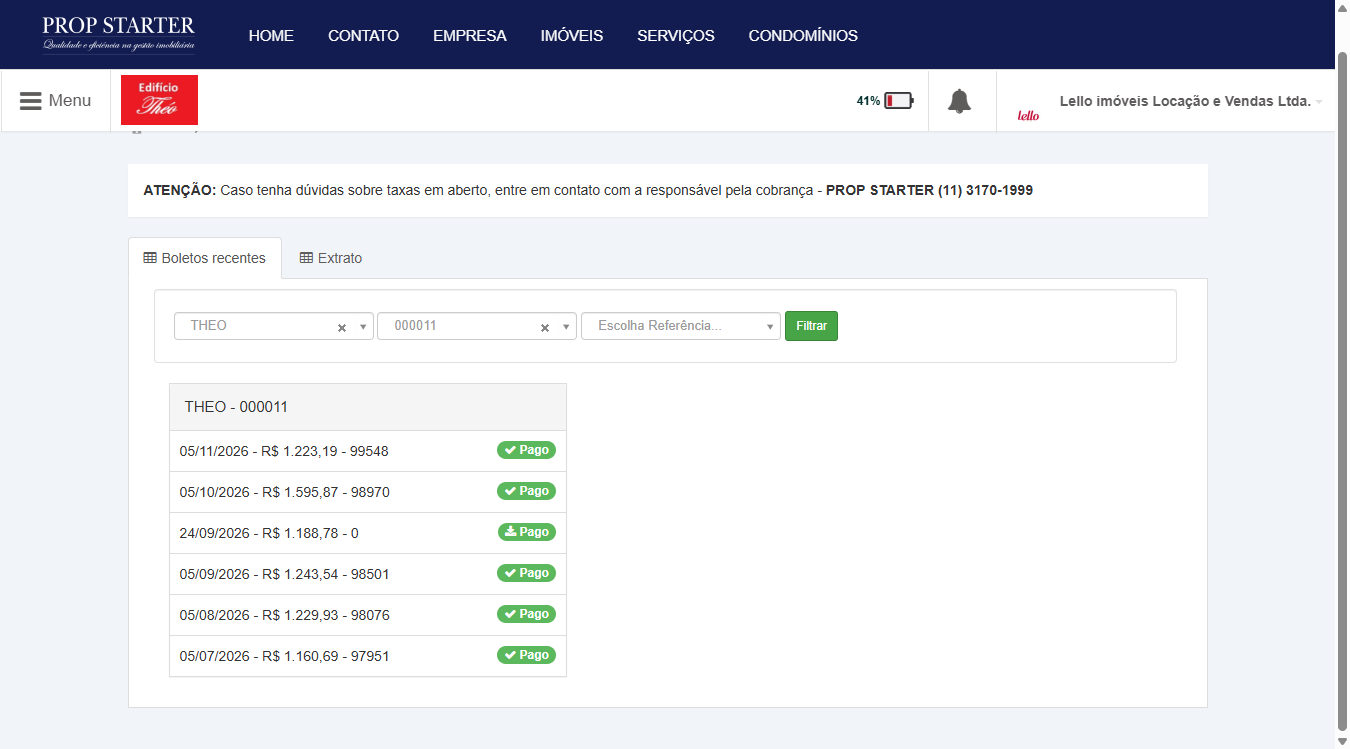 PROP STARTER
Qualidade e eficiência na gestão imobiliária
HOME CONTATO EMPRESA IMÓVEIS SERVIÇOS CONDOMÍNIOS
Menu
Edifício
Théo
41%
lello
Lello imóveis Locação e Vendas Ltda.
ATENÇÃO: Caso tenha dúvidas sobre taxas em aberto, entre em contato com a responsável pela cobrança - PROP STARTER (11) 3170-1999
Boletos recentes Extrato
THEO 000011 Escolha Referência... Filtrar
THEO - 000011
05/11/2026 - R$ 1.223,19 - 99548 Pago
05/10/2026 - R$ 1.595,87 - 98970 Pago
24/09/2026 - R$ 1.188,78 - 0 Pago
05/09/2026 - R$ 1.243,54 - 98501 Pago
05/08/2026 - R$ 1.229,93 - 98076 Pago
05/07/2026 - R$ 1.160,69 - 97951 Pago